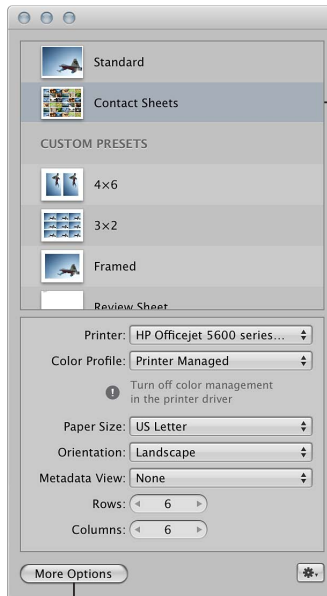 Standard
Contact Sheets
CUSTOM PRESETS
4×6
3×2
Framed
Review Sheet
Printer: HP Officejet 5600 series...
Color Profile: Printer Managed
! Turn off color management
in the printer driver
Paper Size: US Letter
Orientation: Landscape
Metadata View: None
Rows: 6
Columns: 6
More Options